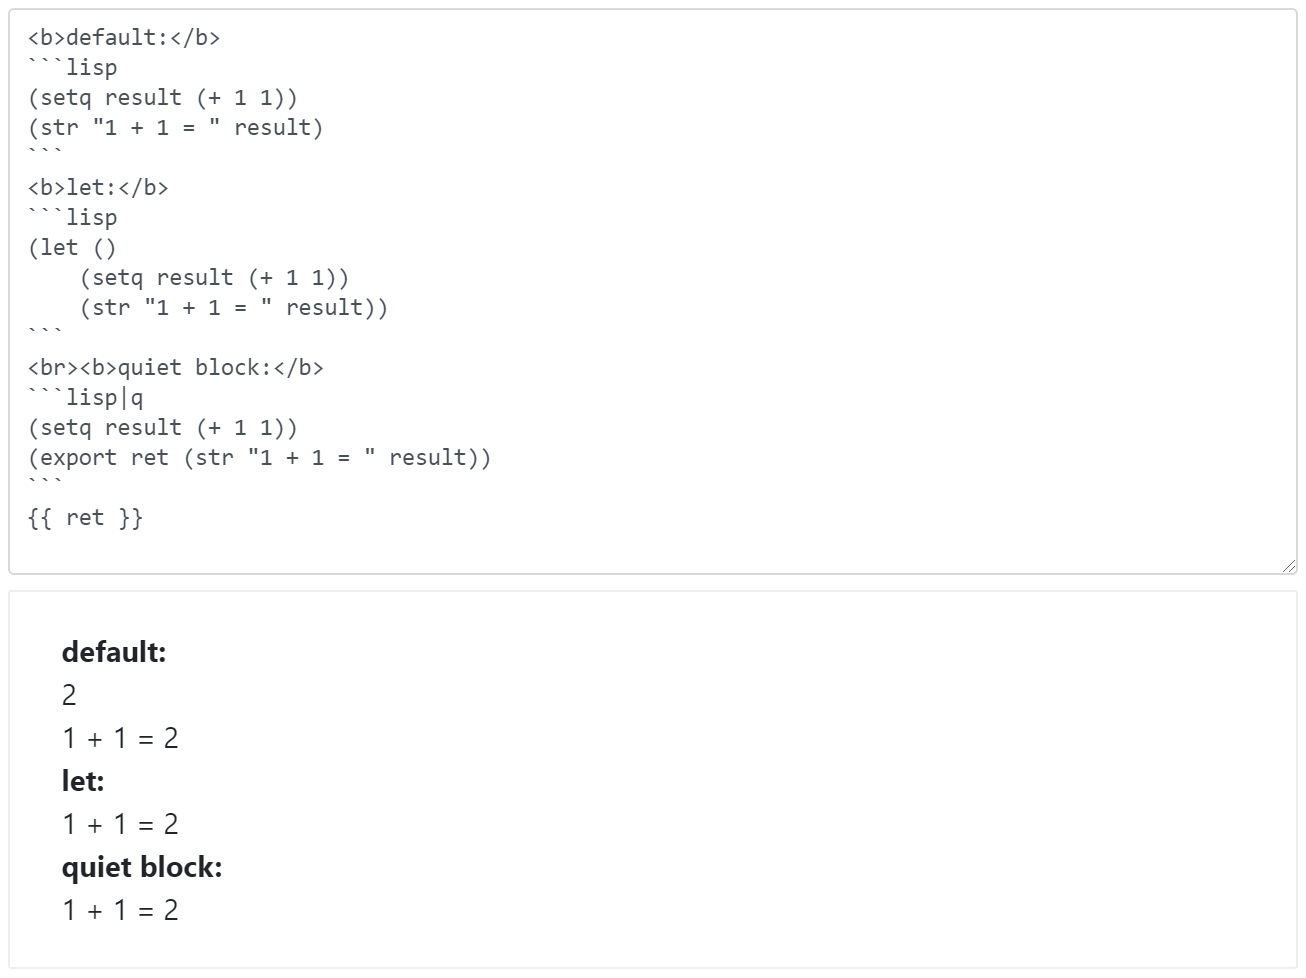 <b>default:</b>
```lisp
(setq result (+ 1 1))
(str "1 + 1 = " result)
```
<b>let:</b>
```lisp
(let ()
    (setq result (+ 1 1))
    (str "1 + 1 = " result))
```
<br><b>quiet block:</b>
```lisp|q
(setq result (+ 1 1))
(export ret (str "1 + 1 = " result))
```
{{ ret }}
default:
2
1 + 1 = 2
let:
1 + 1 = 2
quiet block:
1 + 1 = 2